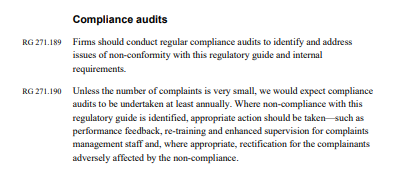 Compliance audits
RG 271.189 Firms should conduct regular compliance audits to identify and address
issues of non-conformity with this regulatory guide and internal
requirements.
RG 271.190 Unless the number of complaints is very small, we would expect compliance
audits to be undertaken at least annually. Where non-compliance with this
regulatory guide is identified, appropriate action should be taken—such as
performance feedback, re-training and enhanced supervision for complaints
management staff and, where appropriate, rectification for the complainants
adversely affected by the non-compliance.